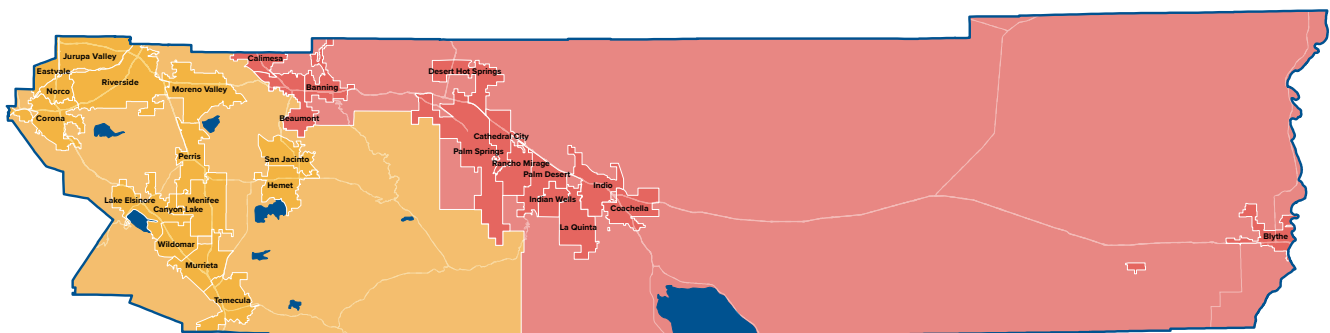 Jurupa Valley
Calimesa
Eastvale
Desert Hot Springs
Riverside
Moreno Valley
Banning
Norco
Corona
Beaumont
Cathedral City
Palm Springs
Perris
San Jacinto
Rancho Mirage
Palm Desert
Hemet
Indio
Lake Elsinore
Menifee
Indian Wells
Canyon Lake
Coachella
La Quinta
Blythe
Wildomar
Murrieta
Temecula